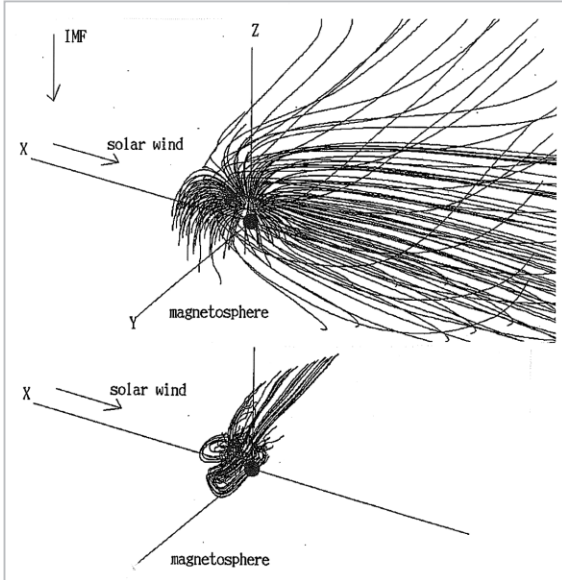 IMF
Z
solar wind
X
Y
magnetosphere
solar wind
X
magnetosphere